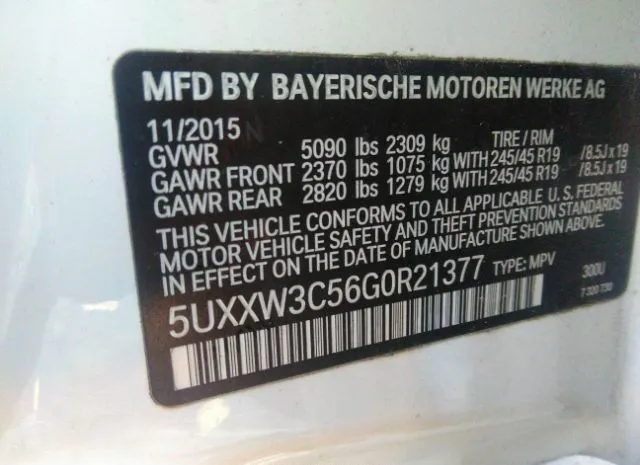 MFD BY BAYERISCHE MOTOREN WERKE AG
11/2015
TIRE / RIM
GVWR 5090 lbs 2309 kg
GAWR FRONT 2370 lbs 1075 kg WITH 245/45 R19 /8.5J x 19
GAWR REAR 2820 lbs 1279 kg WITH 245/45 R19 /8.5J x 19
THIS VEHICLE CONFORMS TO ALL APPLICABLE U.S. FEDERAL
MOTOR VEHICLE SAFETY AND THEFT PREVENTION STANDARDS
IN EFFECT ON THE DATE OF MANUFACTURE SHOWN ABOVE.
5UXXW3C56G0R21377 TYPE: MPV 300U
7 320 730